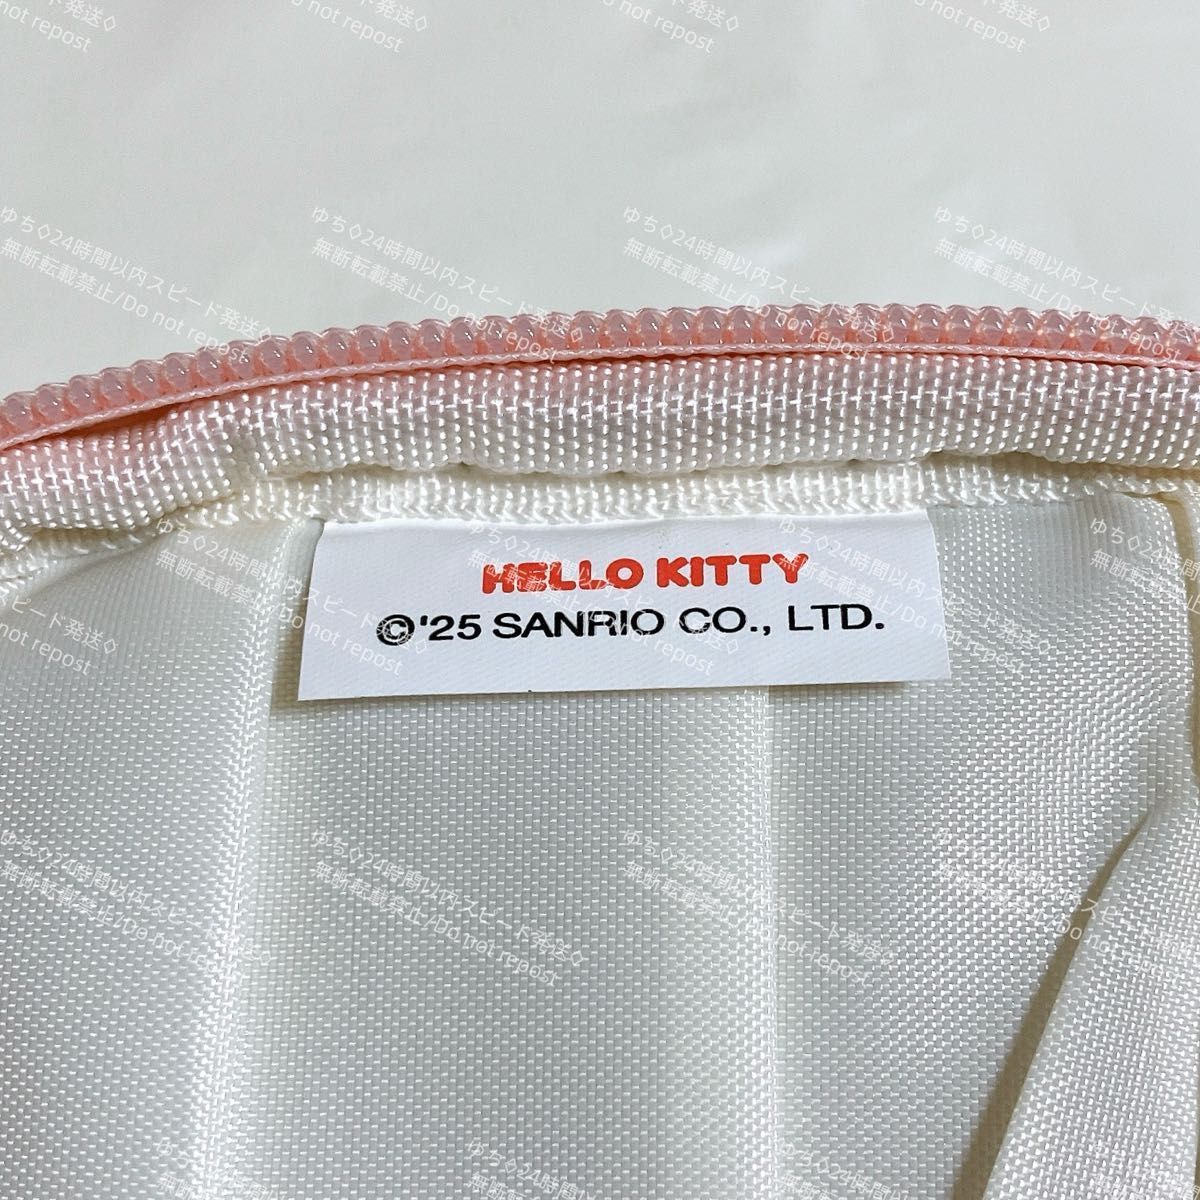 HELLO KITTY
©'25 SANRIO CO., LTD.
ゆち◇24時間以内スピード発送◇
無断転載禁止/Do not repost